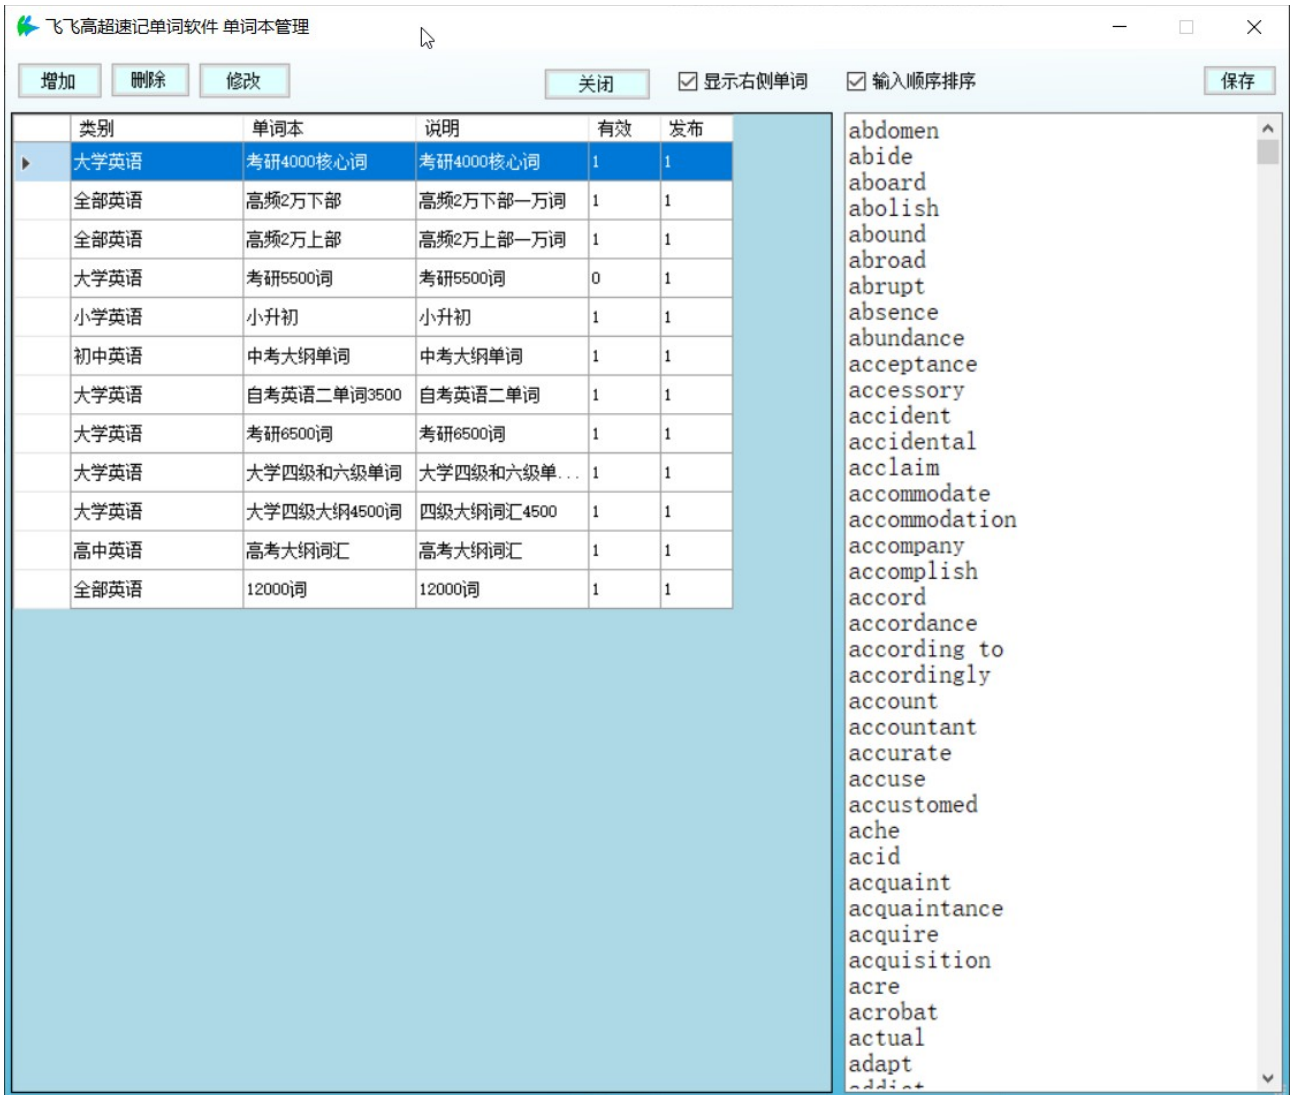 飞飞高超速记单词软件 单词本管理
增加 删除 修改 关闭 显示右侧单词 输入顺序排序 保存
类别 单词本 说明 有效 发布
大学英语 考研4000核心词 考研4000核心词 1 1
全部英语 高频2万下部 高频2万下部一万词 1 1
全部英语 高频2万上部 高频2万上部一万词 1 1
大学英语 考研5500词 考研5500词 0 1
小学英语 小升初 小升初 1 1
初中英语 中考大纲单词 中考大纲单词 1 1
大学英语 自考英语二单词3500 自考英语二单词 1 1
大学英语 考研6500词 考研6500词 1 1
大学英语 大学四级和六级单词 大学四级和六级单... 1 1
大学英语 大学四级大纲4500词 四级大纲词汇4500 1 1
高中英语 高考大纲词汇 高考大纲词汇 1 1
全部英语 12000词 12000词 1 1
abdomen
abide
aboard
abolish
abound
abroad
abrupt
absence
abundance
acceptance
accessory
accident
accidental
acclaim
accommodate
accommodation
accompany
accomplish
accord
accordance
according to
accordingly
account
accountant
accurate
accuse
accustomed
ache
acid
acquaint
acquaintance
acquire
acquisition
acre
acrobat
actual
adapt